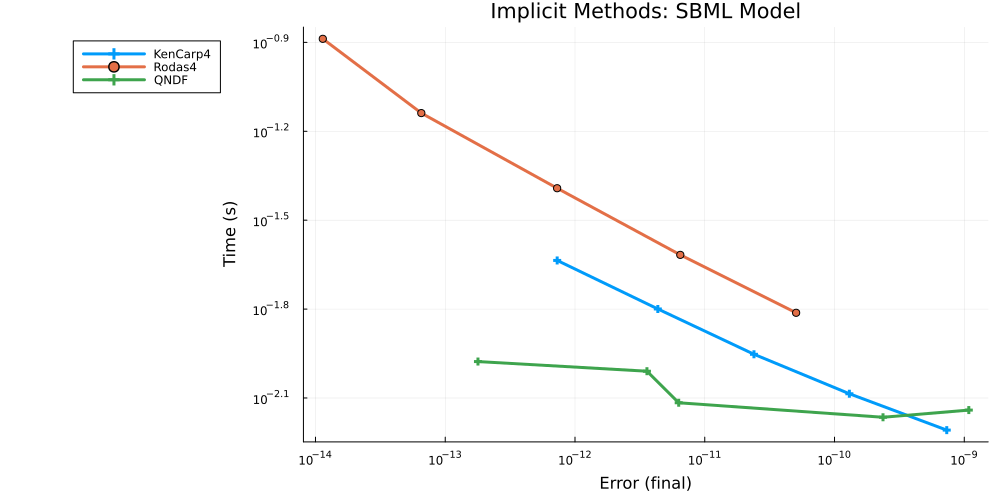 Implicit Methods: SBML Model
KenCarp4
Rodas4
QNDF
Time (s)
10^−0.9
10^−1.2
10^−1.5
10^−1.8
10^−2.1
10^−14 10^−13 10^−12 10^−11 10^−10 10^−9
Error (final)